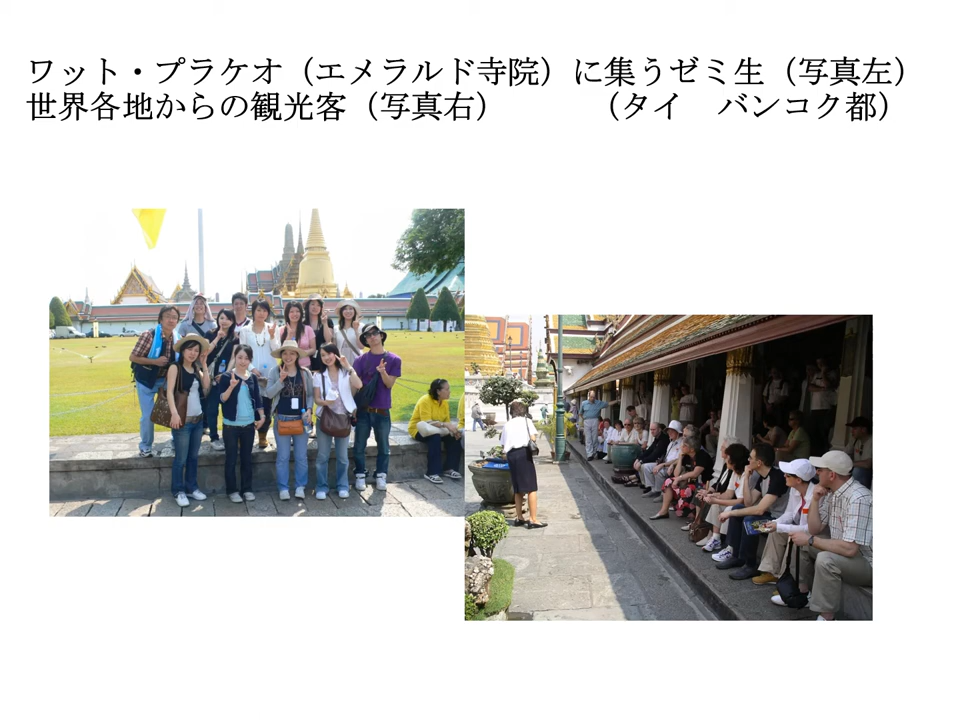 ワット・プラケオ（エメラルド寺院）に集うゼミ生（写真左）
世界各地からの観光客（写真右）　　　（タイ　バンコク都）